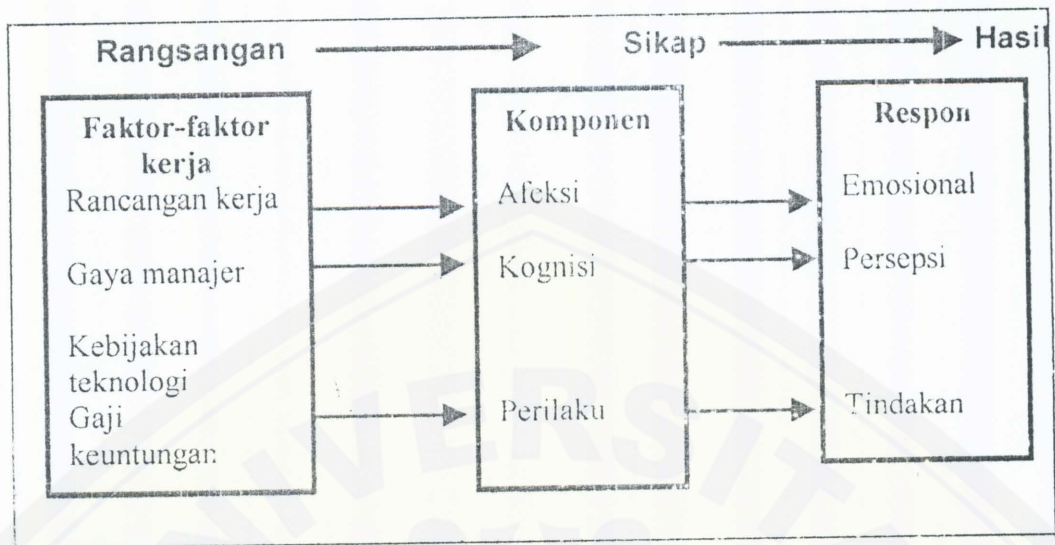 Rangsangan Sikap Hasil
Faktor-faktor
kerja
Rancangan kerja
Gaya manajer
Kebijakan
teknologi
Gaji
keuntungan
Komponen
Afeksi
Kognisi
Perilaku
Respon
Emosional
Persepsi
Tindakan
UNIVERSITA